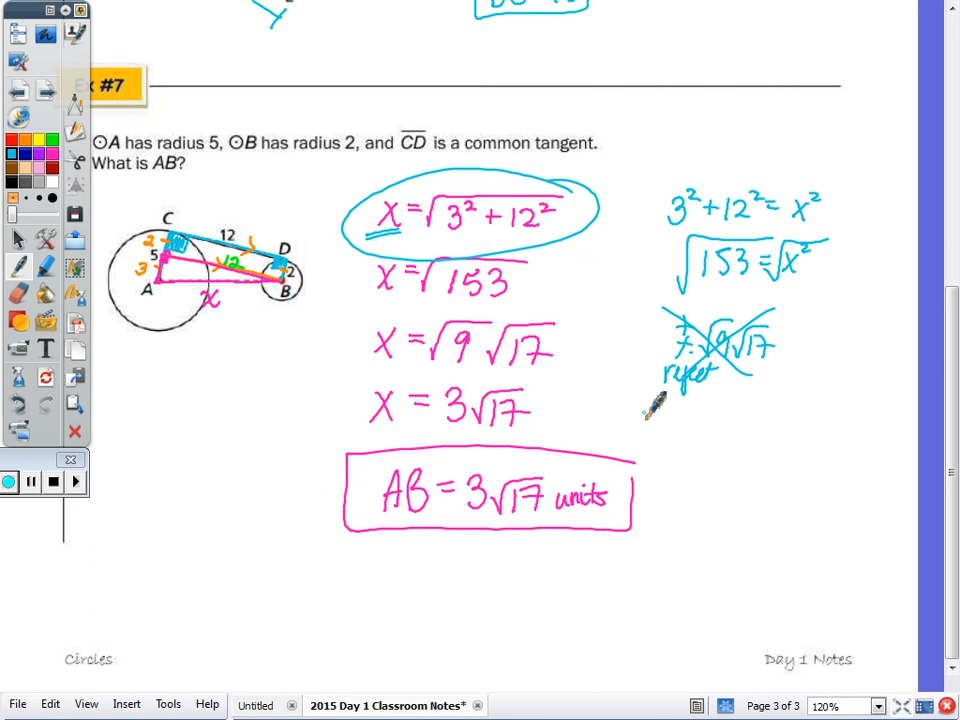 Ex #7
⊙A has radius 5, ⊙B has radius 2, and C̅D̅ is a common tangent.
What is AB?
C
12
D
2
5
3
12
2
A
B
x
x = √3² + 12²
x = √153
x = √9 √17
x = 3√17
AB = 3√17 units
3² + 12² = x²
√153 = √x²
± √9 √17
reject
Circles
Day 1 Notes
File Edit View Insert Tools Help Untitled 2015 Day 1 Classroom Notes* Page 3 of 3 120%